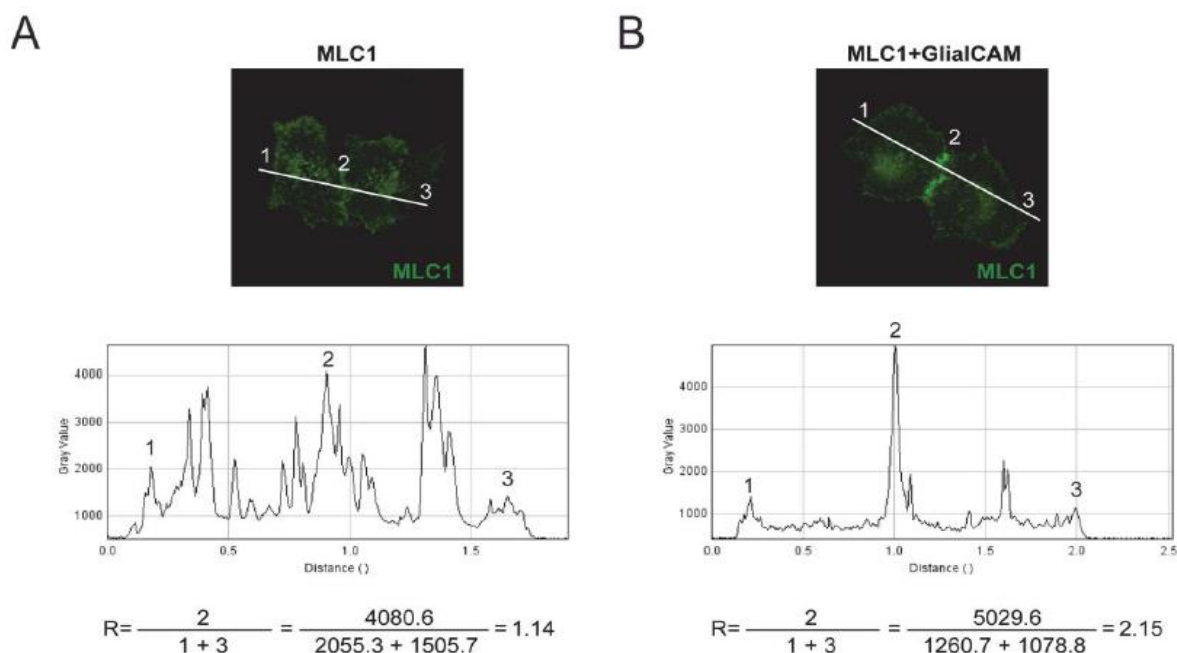 A
MLC1
1
2
3
MLC1
4000
3000
2000
1000
Gray Value
1
2
3
0.0 0.5 1.0 1.5
Distance ( )
R= 2 / 1 + 3 = 4080.6 / 2055.3 + 1505.7 = 1.14
B
MLC1+GlialCAM
1
2
3
MLC1
4000
3000
2000
1000
Gray Value
1
2
3
0.0 0.5 1.0 1.5 2.0 2.5
Distance ( )
R= 2 / 1 + 3 = 5029.6 / 1260.7 + 1078.8 = 2.15